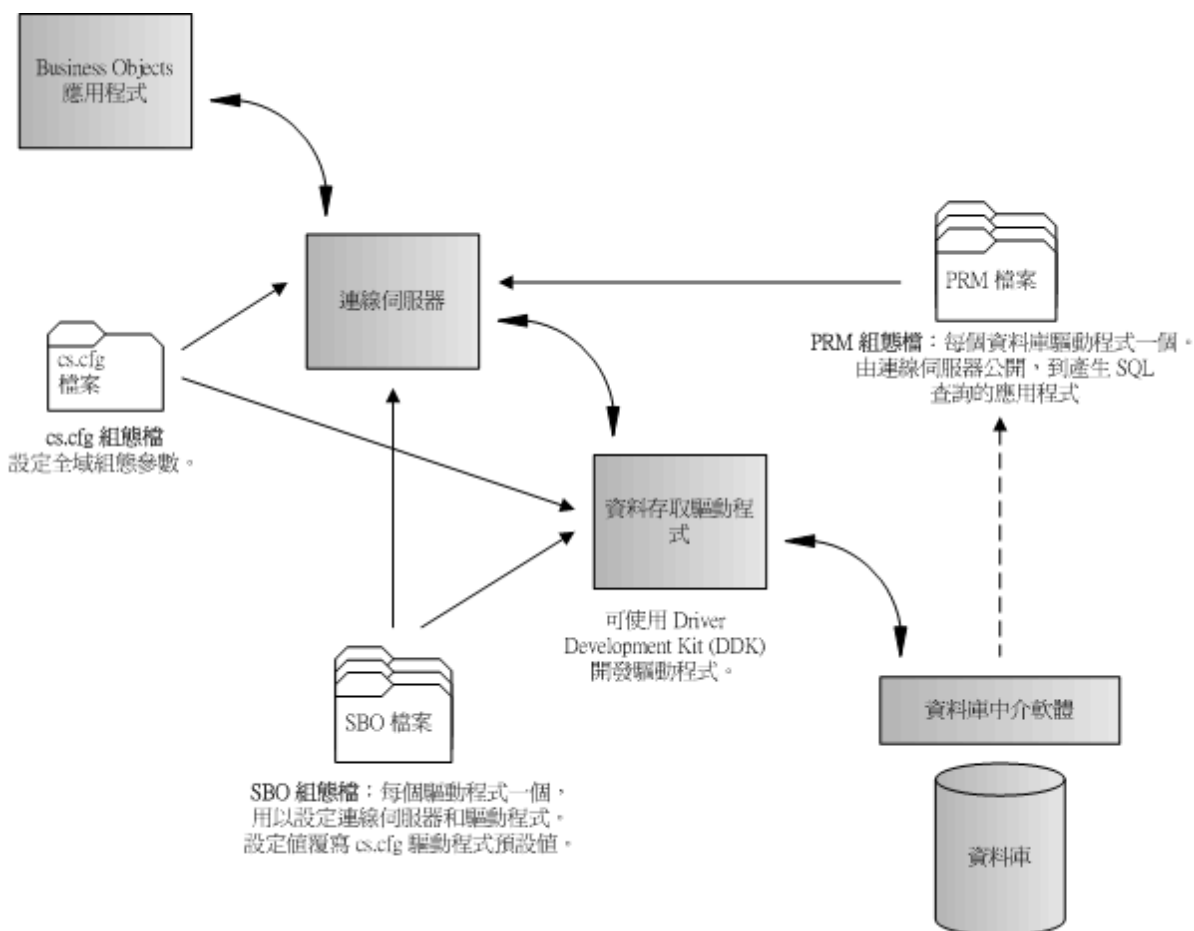 Business Objects
應用程式
連線伺服器
PRM 檔案
PRM 組態檔：每個資料庫驅動程式一個。
由連線伺服器公開，到產生 SQL
查詢的應用程式
cs.cfg
檔案
cs.cfg 組態檔
設定全域組態參數。
資料存取驅動程
式
可使用 Driver
Development Kit (DDK)
開發驅動程式。
SBO 檔案
SBO 組態檔：每個驅動程式一個，
用以設定連線伺服器和驅動程式。
設定值覆寫 cs.cfg 驅動程式預設值。
資料庫中介軟體
資料庫